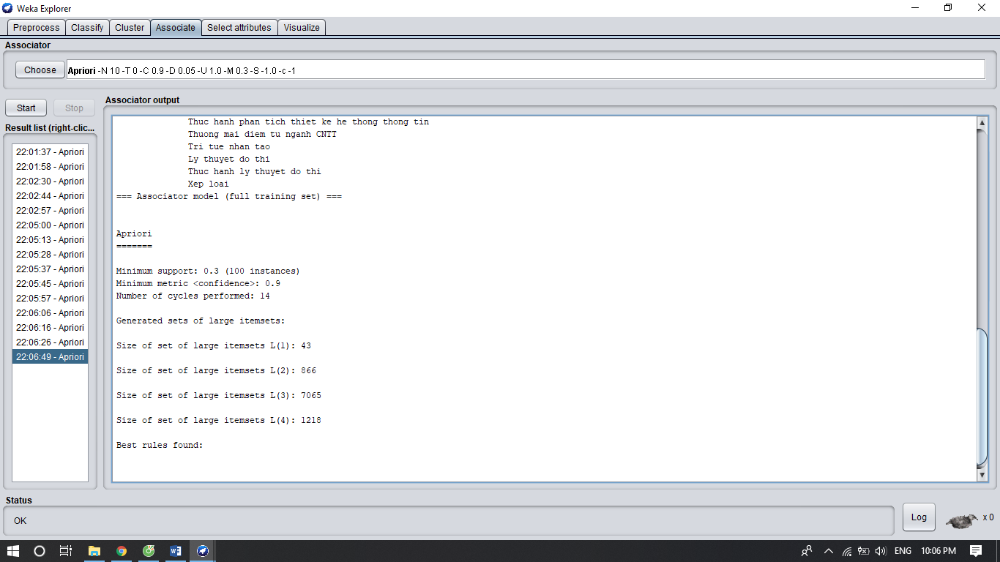 Weka Explorer
Preprocess Classify Cluster Associate Select attributes Visualize
Associator
Choose Apriori -N 10 -T 0 -C 0.9 -D 0.05 -U 1.0 -M 0.3 -S -1.0 -c -1
Start Stop
Result list (right-clic...
22:01:37 - Apriori
22:01:58 - Apriori
22:02:30 - Apriori
22:02:44 - Apriori
22:02:57 - Apriori
22:05:00 - Apriori
22:05:13 - Apriori
22:05:28 - Apriori
22:05:37 - Apriori
22:05:45 - Apriori
22:05:57 - Apriori
22:06:06 - Apriori
22:06:16 - Apriori
22:06:26 - Apriori
22:06:49 - Apriori
Associator output
Thuc hanh phan tich thiet ke he thong thong tin
Thuong mai diem tu nganh CNTT
Tri tue nhan tao
Ly thuyet do thi
Thuc hanh ly thuyet do thi
Xep loai
=== Associator model (full training set) ===
Apriori
=======
Minimum support: 0.3 (100 instances)
Minimum metric <confidence>: 0.9
Number of cycles performed: 14
Generated sets of large itemsets:
Size of set of large itemsets L(1): 43
Size of set of large itemsets L(2): 866
Size of set of large itemsets L(3): 7065
Size of set of large itemsets L(4): 1218
Best rules found:
Status
OK
Log
x 0
ENG 10:06 PM